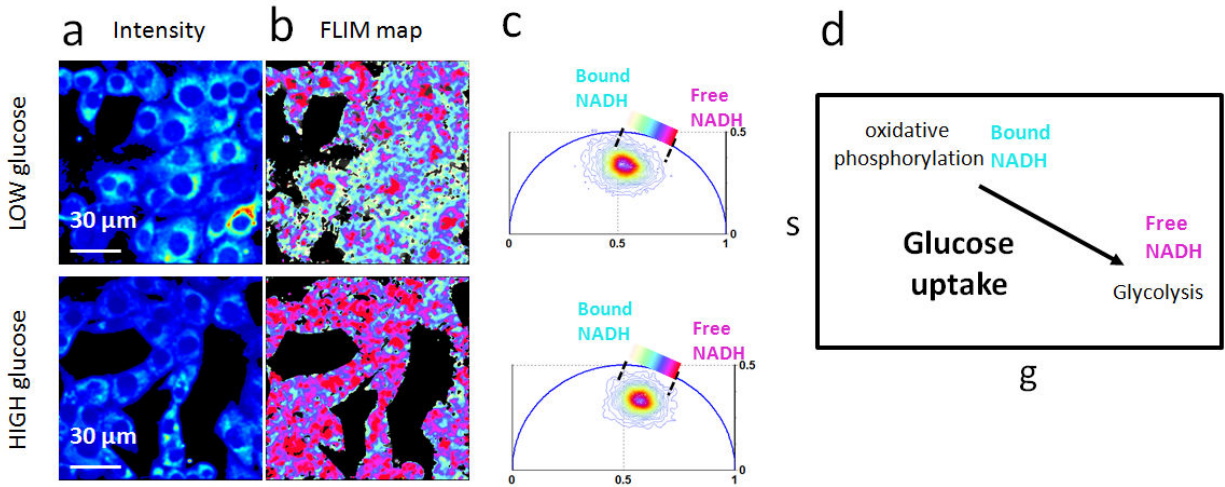 a
Intensity
b
FLIM map
c
d
LOW glucose
30 µm
HIGH glucose
30 µm
Bound
NADH
Free
NADH
0.5
0
0.5
1
Bound
NADH
Free
NADH
0.5
0
0.5
1
s
oxidative
phosphorylation
Bound
NADH
Free
NADH
Glucose
uptake
Glycolysis
g